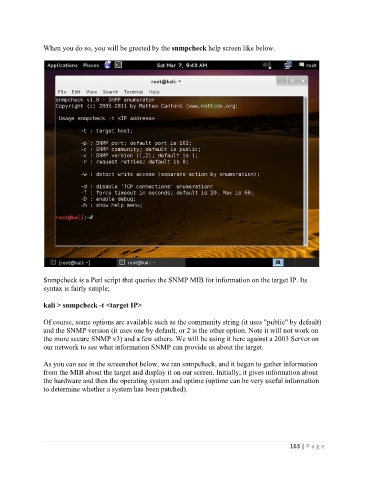 When you do so, you will be greeted by the snmpcheck help screen like below.
Applications Places Sat Mar 7, 9:43 AM root
root@kali: ~
File Edit View Search Terminal Help
snmpcheck v1.8 - SNMP enumerator
Copyright (c) 2005-2011 by Matteo Cantoni (www.nothink.org)
Usage snmpcheck -t <IP address>
-t : target host;
-p : SNMP port; default port is 161;
-c : SNMP community; default is public;
-v : SNMP version (1,2); default is 1;
-r : request retries; default is 0;
-w : detect write access (separate action by enumeration);
-d : disable 'TCP connections' enumeration!
-T : force timeout in seconds; default is 20. Max is 60;
-D : enable debug;
-h : show help menu;
root@kali:~#
[root@kali: ~] root@kali: ~
Snmpcheck is a Perl script that queries the SNMP MIB for information on the target IP. Its
syntax is fairly simple;
kali > snmpcheck -t <target IP>
Of course, some options are available such as the community string (it uses "public" by default)
and the SNMP version (it uses one by default, or 2 is the other option. Note it will not work on
the more secure SNMP v3) and a few others. We will be using it here against a 2003 Server on
our network to see what information SNMP can provide us about the target.
As you can see in the screenshot below, we ran snmpcheck, and it began to gather information
from the MIB about the target and display it on our screen. Initially, it gives information about
the hardware and then the operating system and uptime (uptime can be very useful information
to determine whether a system has been patched).
163 | P a g e